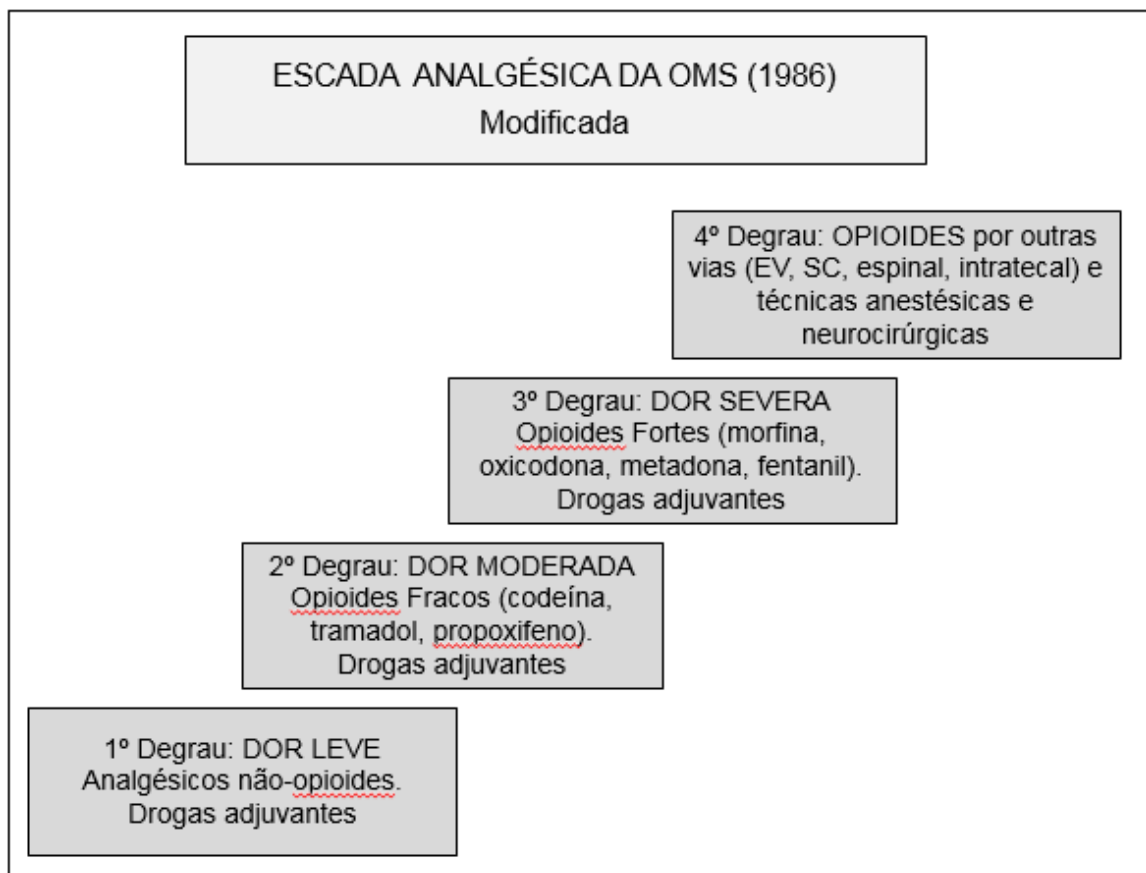 ESCADA ANALGÉSICA DA OMS (1986)
Modificada
4º Degrau: OPIOIDES por outras
vias (EV, SC, espinal, intratecal) e
técnicas anestésicas e
neurocirúrgicas
3º Degrau: DOR SEVERA
Opioides Fortes (morfina,
oxicodona, metadona, fentanil).
Drogas adjuvantes
2º Degrau: DOR MODERADA
Opioides Fracos (codeína,
tramadol, propoxifeno).
Drogas adjuvantes
1º Degrau: DOR LEVE
Analgésicos não-opioides.
Drogas adjuvantes